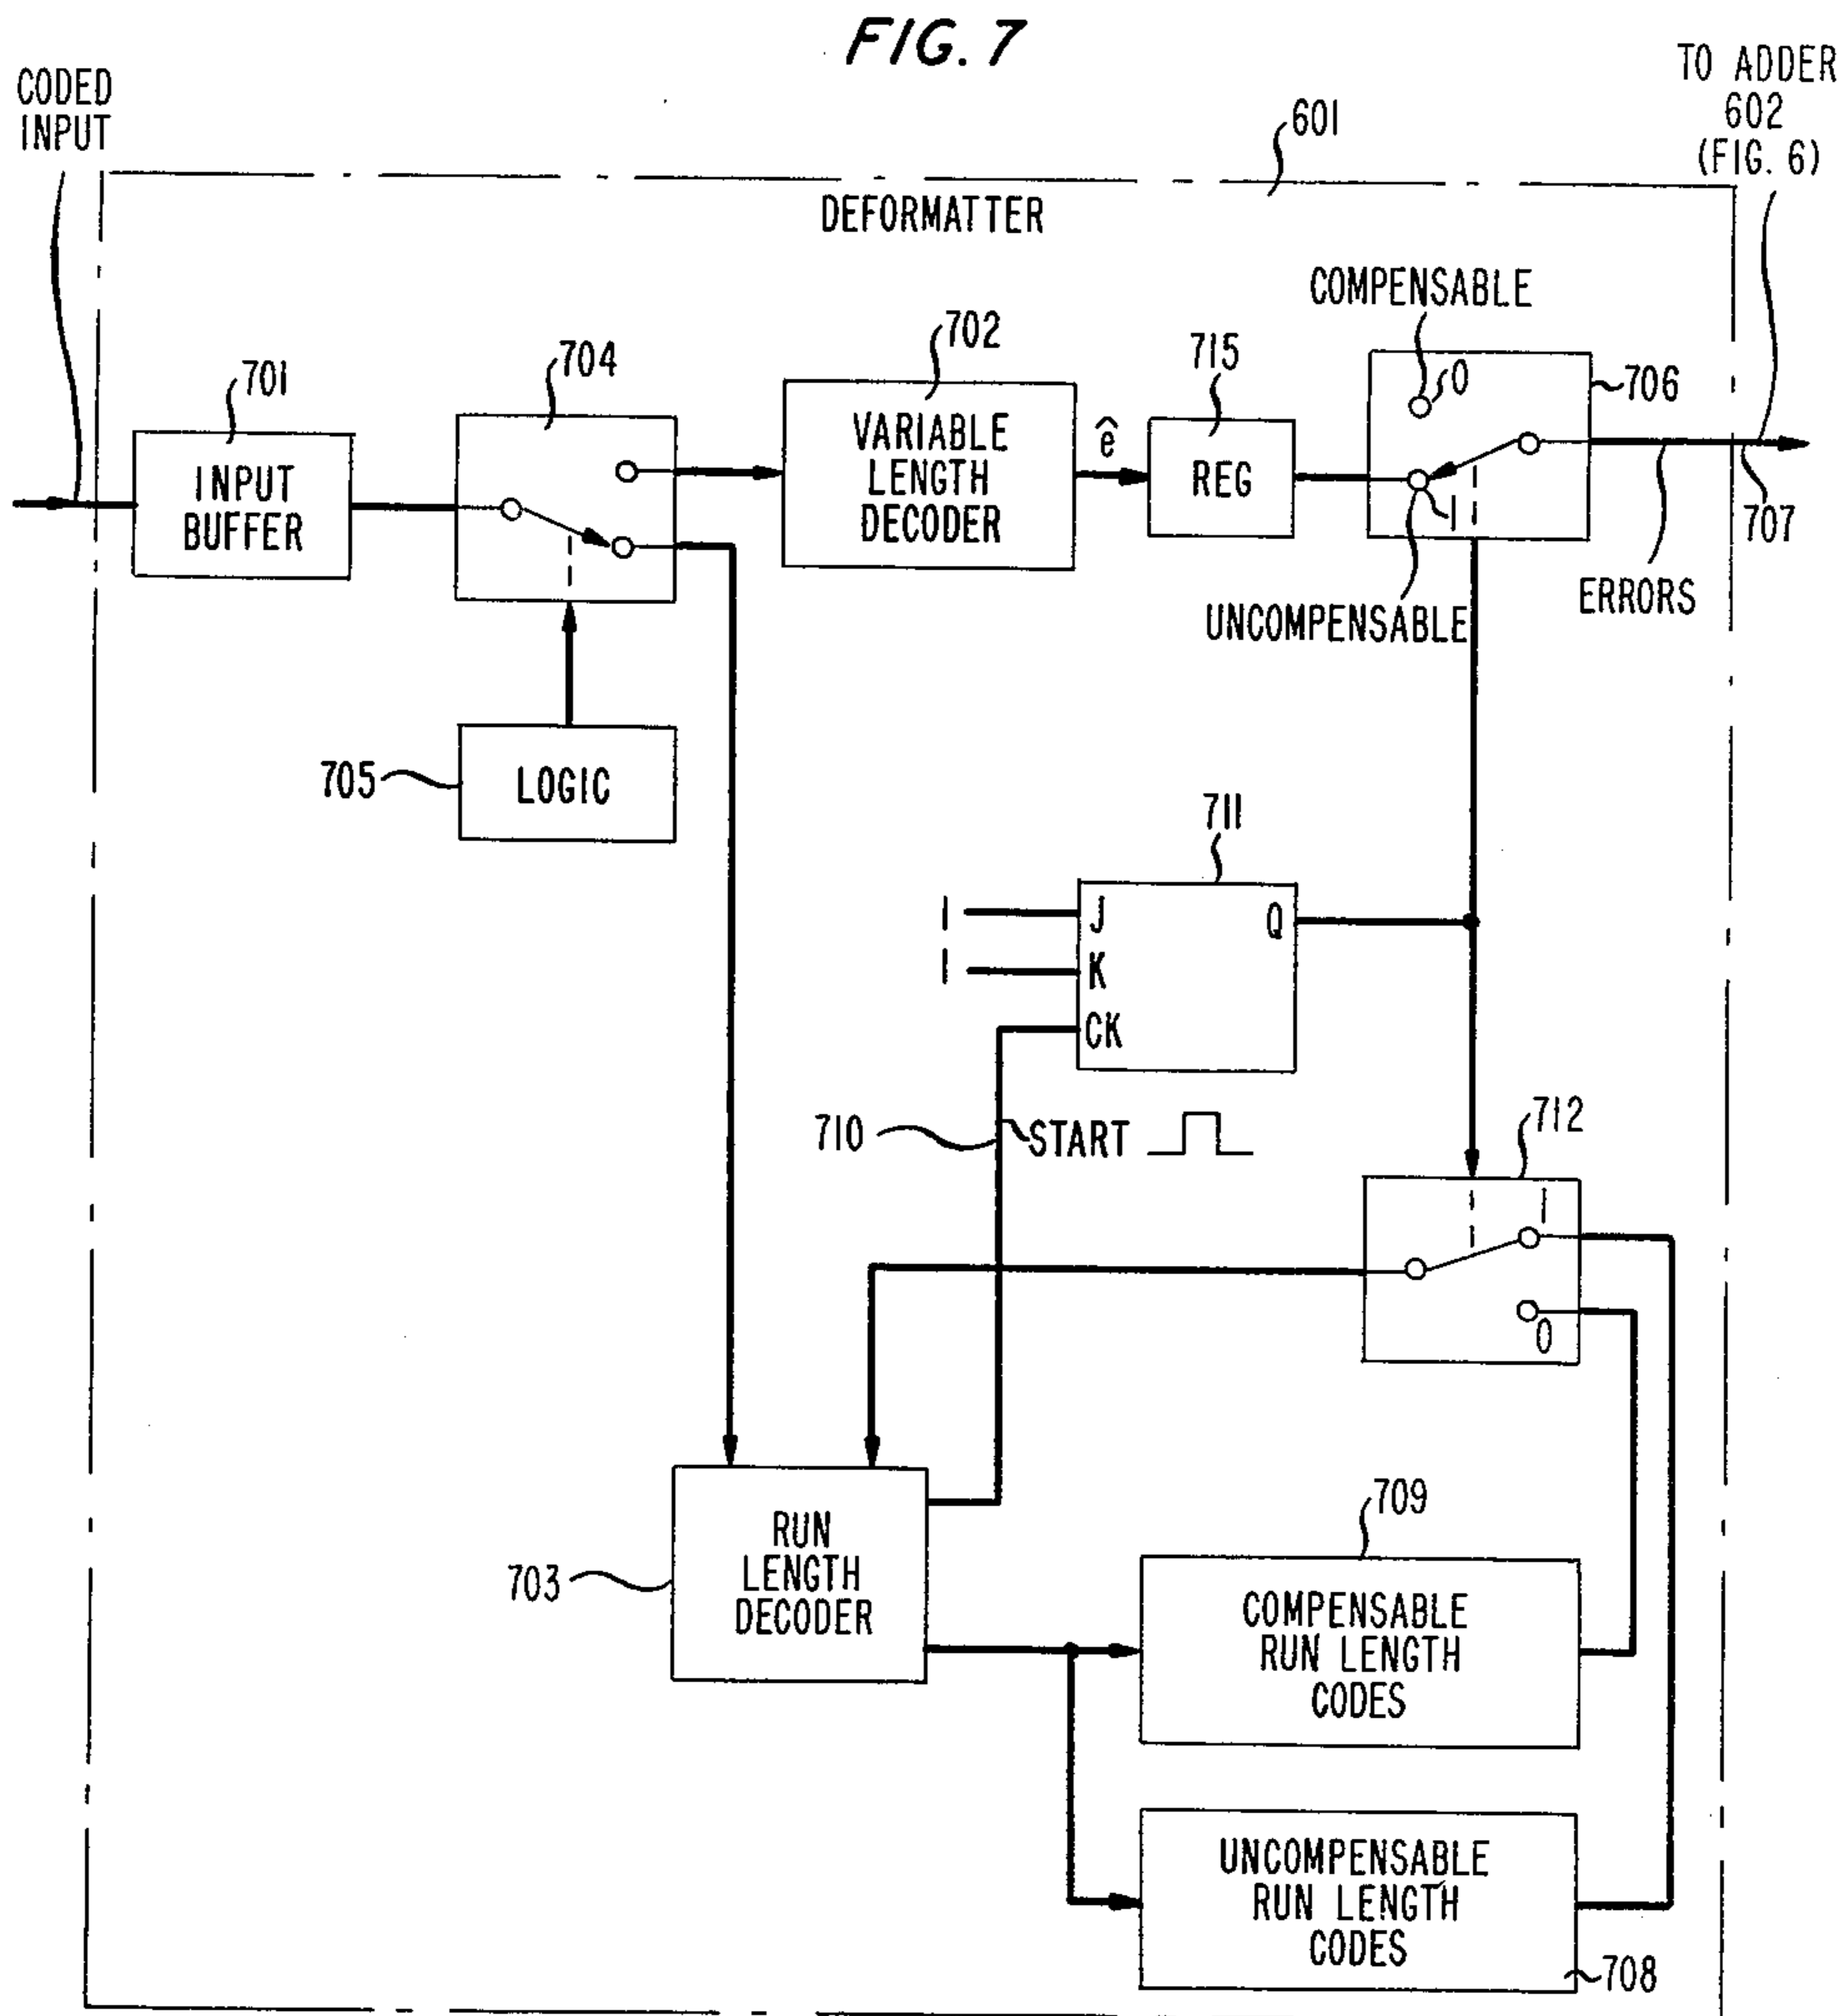 FIG. 7
CODED
INPUT
TO ADDER
602
(FIG. 6)
601
DEFORMATTER
COMPENSABLE
701
INPUT
BUFFER
704
702
VARIABLE
LENGTH
DECODER
ê
715
REG
0
1
706
707
UNCOMPENSABLE
ERRORS
705
LOGIC
711
1
J
Q
1
K
CK
710
START
712
1
0
703
RUN
LENGTH
DECODER
709
COMPENSABLE
RUN LENGTH
CODES
UNCOMPENSABLE
RUN LENGTH
CODES
708